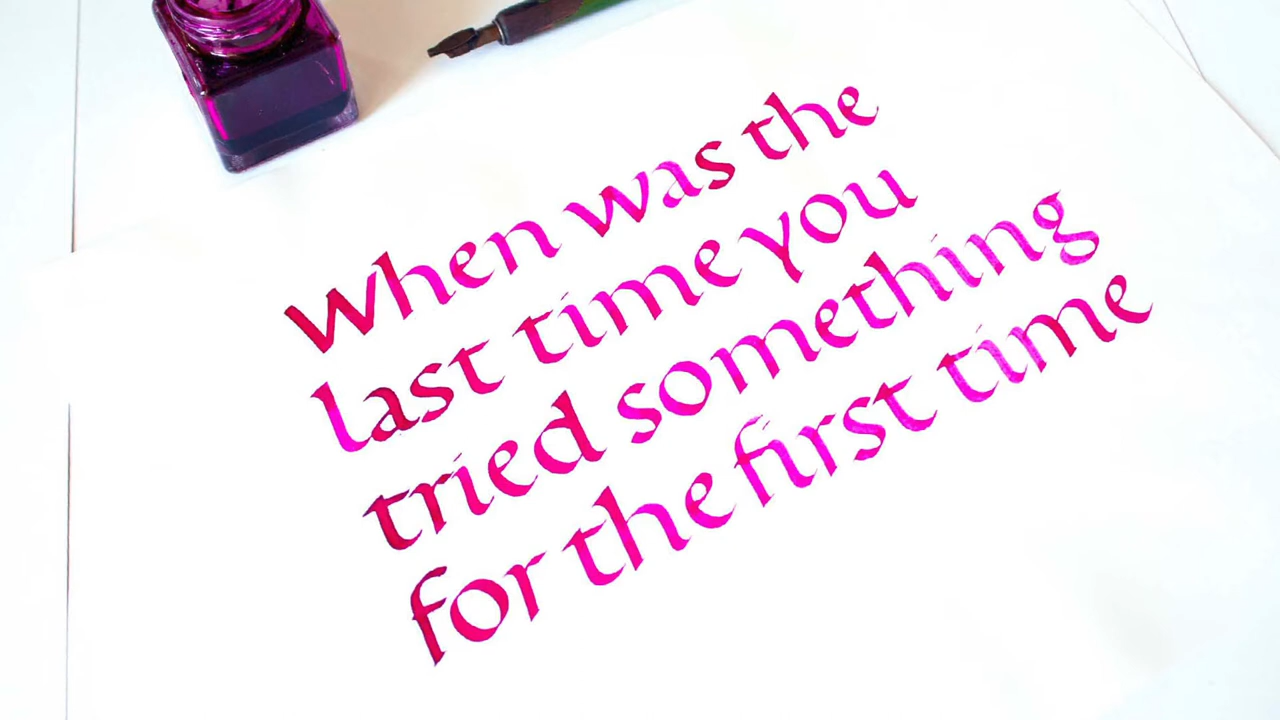 When was the
last time you
tried something
for the first time